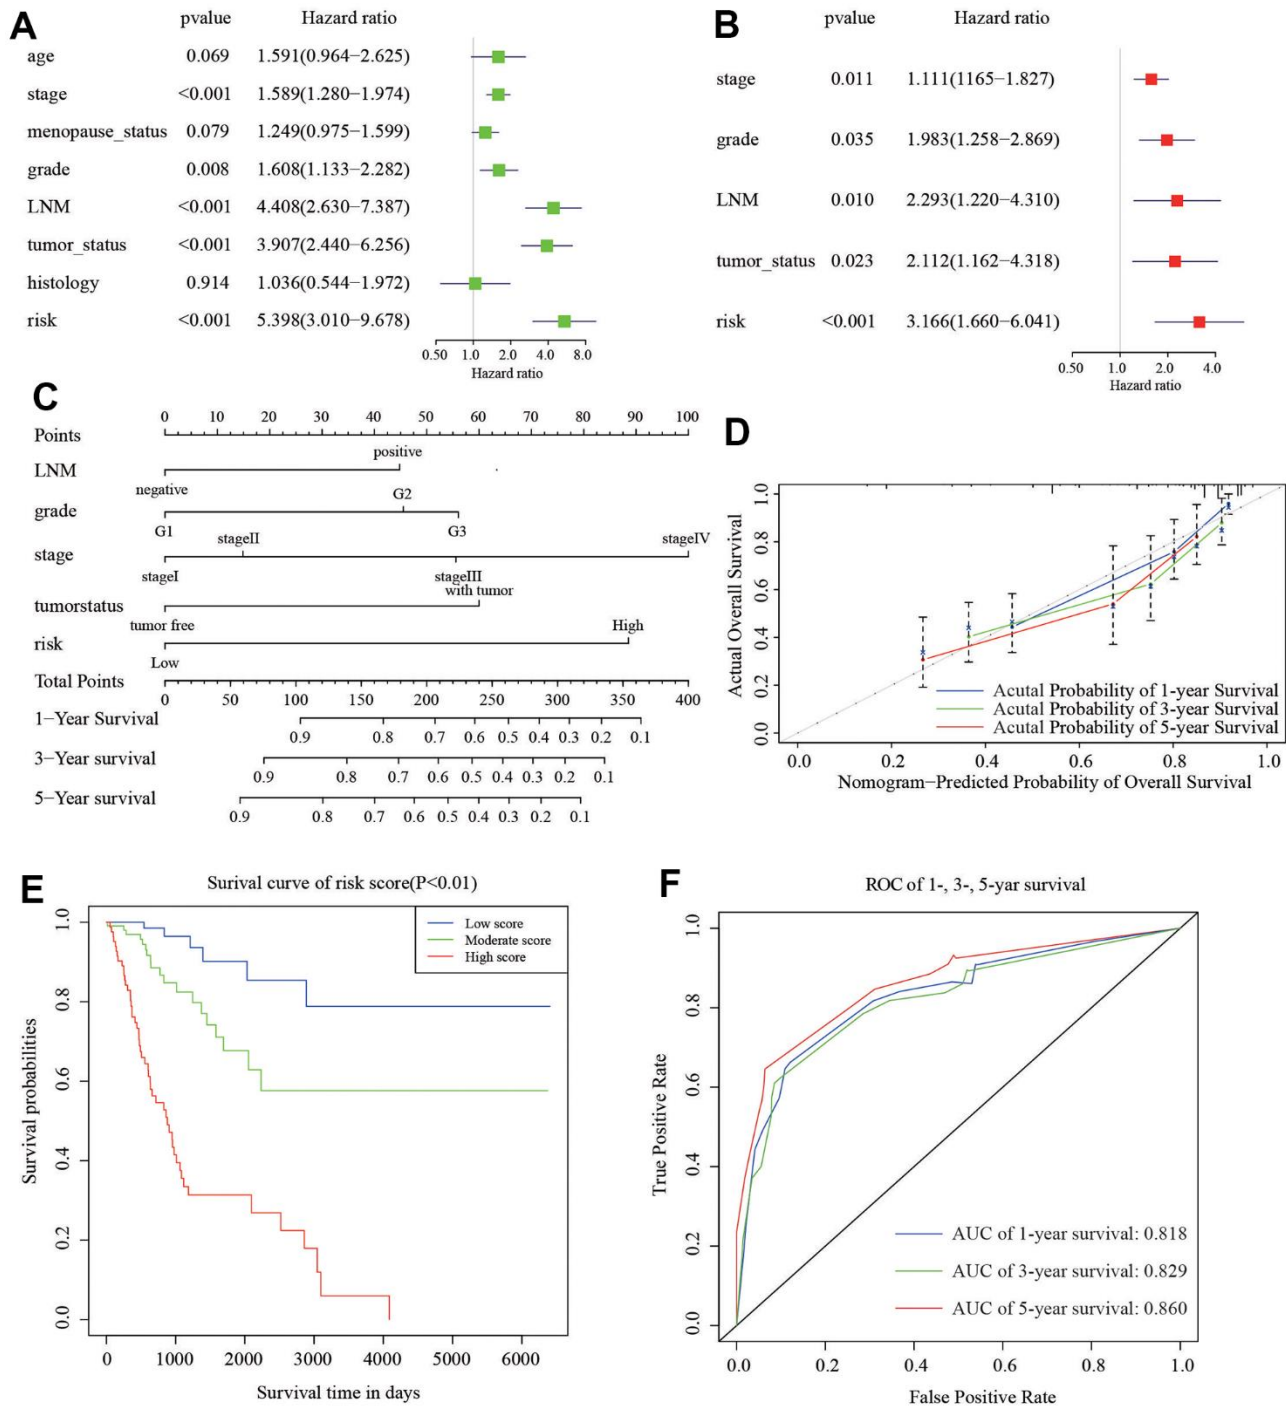 A
pvalue Hazard ratio
age 0.069 1.591(0.964−2.625)
stage <0.001 1.589(1.280−1.974)
menopause_status 0.079 1.249(0.975−1.599)
grade 0.008 1.608(1.133−2.282)
LNM <0.001 4.408(2.630−7.387)
tumor_status <0.001 3.907(2.440−6.256)
histology 0.914 1.036(0.544−1.972)
risk <0.001 5.398(3.010−9.678)
0.50 1.0 2.0 4.0 8.0
Hazard ratio
B
pvalue Hazard ratio
stage 0.011 1.111(1165−1.827)
grade 0.035 1.983(1.258−2.869)
LNM 0.010 2.293(1.220−4.310)
tumor_status 0.023 2.112(1.162−4.318)
risk <0.001 3.166(1.660−6.041)
0.50 1.0 2.0 4.0
Hazard ratio
C
0 10 20 30 40 50 60 70 80 90 100
Points
positive
LNM
negative
G2
grade
G1 G3
stageII stageIV
stage
stageI stageIII
with tumor
tumorstatus
tumor free
High
risk
Low
Total Points
0 50 100 150 200 250 300 350 400
1−Year Survival
0.9 0.8 0.7 0.6 0.5 0.4 0.3 0.2 0.1
3−Year survival
0.9 0.8 0.7 0.6 0.5 0.4 0.3 0.2 0.1
5−Year survival
0.9 0.8 0.7 0.6 0.5 0.4 0.3 0.2 0.1
D
Actual Overall Survival
1.0
0.8
0.6
0.4
0.2
0.0
Acutal Probability of 1-year Survival
Acutal Probability of 3-year Survival
Acutal Probability of 5-year Survival
0.0 0.2 0.4 0.6 0.8 1.0
Nomogram−Predicted Probability of Overall Survival
E
Surival curve of risk score(P<0.01)
Low score
Moderate score
High score
Survival probabilities
1.0
0.8
0.6
0.4
0.2
0.0
0 1000 2000 3000 4000 5000 6000
Survival time in days
F
ROC of 1-, 3-, 5-yar survival
True Positive Rate
1.0
0.8
0.6
0.4
0.2
0.0
AUC of 1-year survival: 0.818
AUC of 3-year survival: 0.829
AUC of 5-year survival: 0.860
0.0 0.2 0.4 0.6 0.8 1.0
False Positive Rate